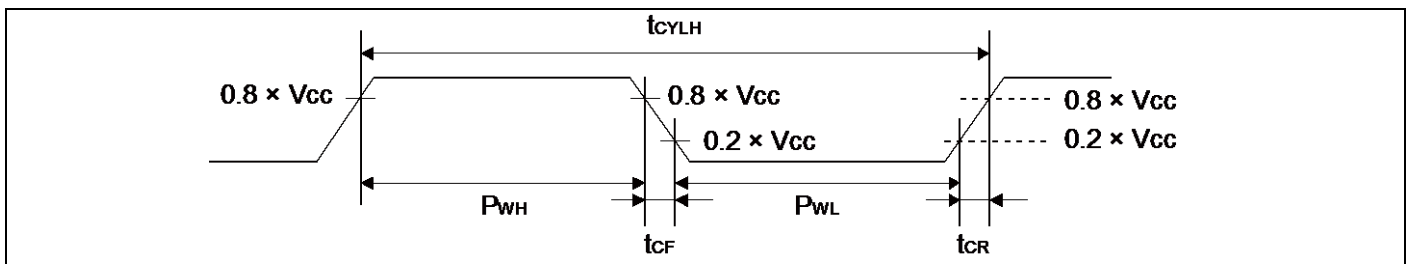 tCYLH
0.8 × VCC
0.8 × VCC
0.8 × VCC
0.2 × VCC
0.2 × VCC
PWH
PWL
tCF
tCR